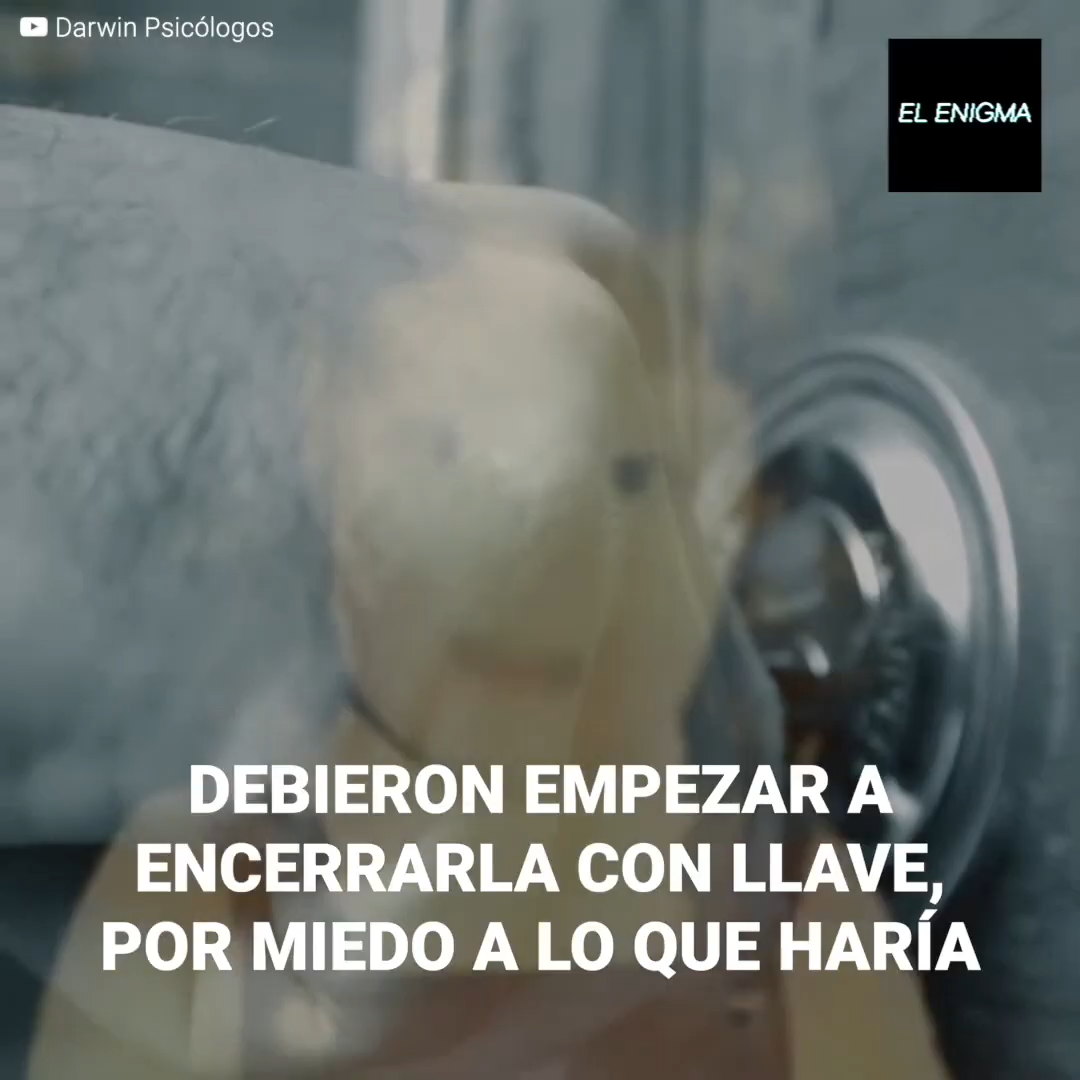 Darwin Psicólogos
EL ENIGMA
DEBIERON EMPEZAR A
ENCERRARLA CON LLAVE,
POR MIEDO A LO QUE HARÍA